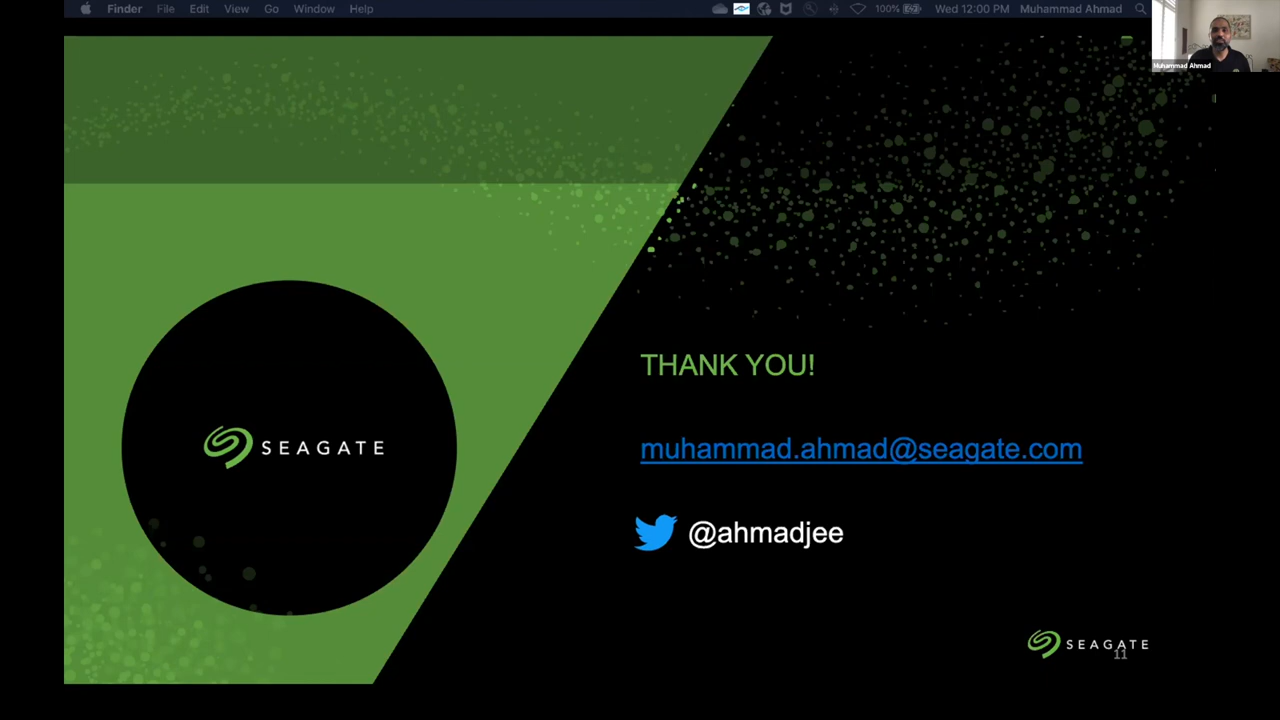 Finder File Edit View Go Window Help 100% Wed 12:00 PM Muhammad Ahmad
Muhammad Ahmad
THANK YOU!
SEAGATE
muhammad.ahmad@seagate.com
@ahmadjee
SEAGATE
11